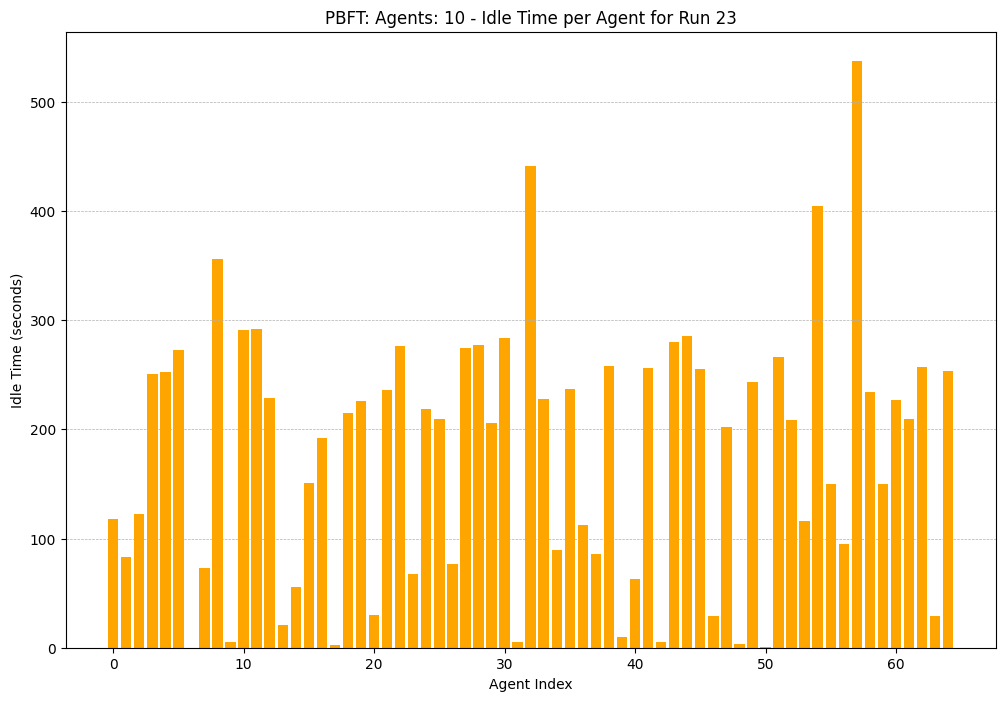 PBFT: Agents: 10 - Idle Time per Agent for Run 23
500
400
300
200
100
0
Idle Time (seconds)
0 10 20 30 40 50 60
Agent Index